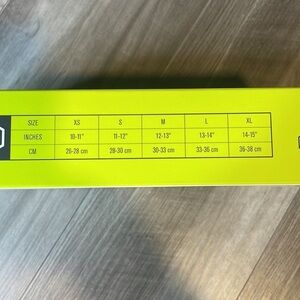 SIZE XS S M L XL
INCHES 10-11" 11-12" 12-13" 13-14" 14-15"
CM 26-28 cm 28-30 cm 30-33 cm 33-36 cm 36-38 cm